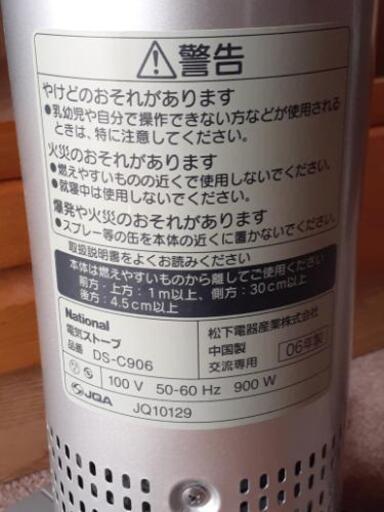 警告
やけどのおそれがあります
●乳幼児や自分で操作できない方などが使用される
ときは、特に注意してください。
火災のおそれがあります
●燃えやすいものの近くで使用しないでください。
●就寝中は使用しないでください。
爆発や火災のおそれがあります
●スプレー等の缶を本体の近くに置かないでください。
取扱説明書をよくお読みください
本体は燃えやすいものから離してご使用ください
前方・上方:1m以上、側方:30cm以上
後方:4.5cm以上
National
電気ストーブ
品番 DS-C906
松下電器産業株式会社
中国製
交流専用
06年製
100 V 50-60 Hz 900 W
JQA
JQ10129